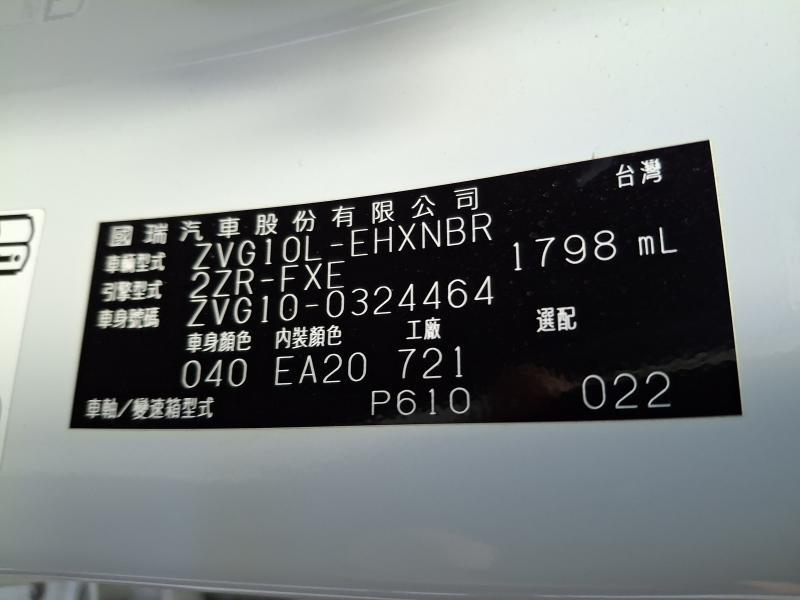 台灣
國瑞汽車股份有限公司
車輛型式 ZVG10L-EHXNBR
引擎型式 2ZR-FXE 1798 mL
車身號碼 ZVG10-0324464
車身顏色 內裝顏色 工廠 選配
040 EA20 721
車軸/變速箱型式 P610 022